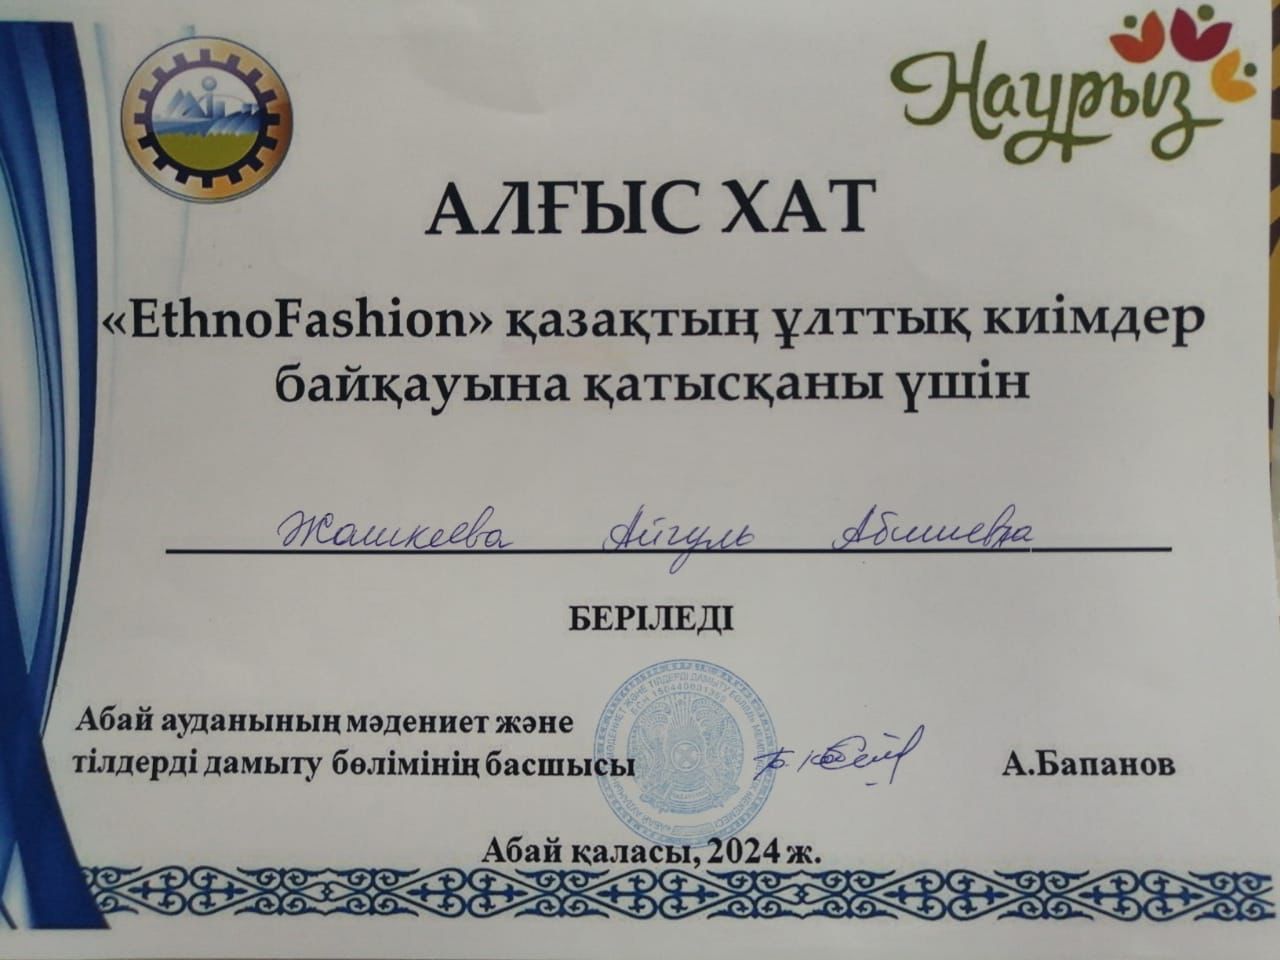 Наурыз
АЛҒЫС ХАТ
«EthnoFashion» қазақтың ұлттық киімдер
байқауына қатысқаны үшін
Жашкеева Айгуль Абишевна
БЕРІЛЕДІ
Абай ауданының мәдениет және
тілдерді дамыту бөлімінің басшысы
А.Бапанов
Абай қаласы, 2024 ж.